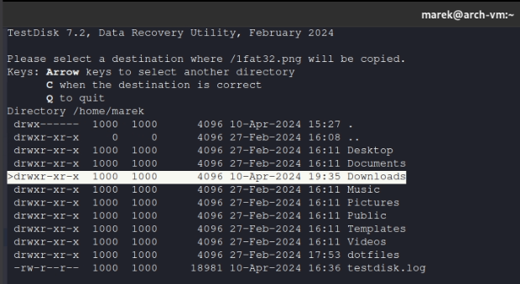 marek@arch-vm:~
TestDisk 7.2, Data Recovery Utility, February 2024
Please select a destination where /1fat32.png will be copied.
Keys: Arrow keys to select another directory
C when the destination is correct
Q to quit
Directory /home/marek
drwx------ 1000 1000 4096 10-Apr-2024 15:27 .
drwxr-xr-x 0 0 4096 27-Feb-2024 16:08 ..
drwxr-xr-x 1000 1000 4096 27-Feb-2024 16:11 Desktop
drwxr-xr-x 1000 1000 4096 27-Feb-2024 16:11 Documents
>drwxr-xr-x 1000 1000 4096 10-Apr-2024 19:35 Downloads
drwxr-xr-x 1000 1000 4096 27-Feb-2024 16:11 Music
drwxr-xr-x 1000 1000 4096 27-Feb-2024 16:11 Pictures
drwxr-xr-x 1000 1000 4096 27-Feb-2024 16:11 Public
drwxr-xr-x 1000 1000 4096 27-Feb-2024 16:11 Templates
drwxr-xr-x 1000 1000 4096 27-Feb-2024 16:11 Videos
drwxr-xr-x 1000 1000 4096 27-Feb-2024 17:53 dotfiles
-rw-r--r-- 1000 1000 18981 10-Apr-2024 16:36 testdisk.log